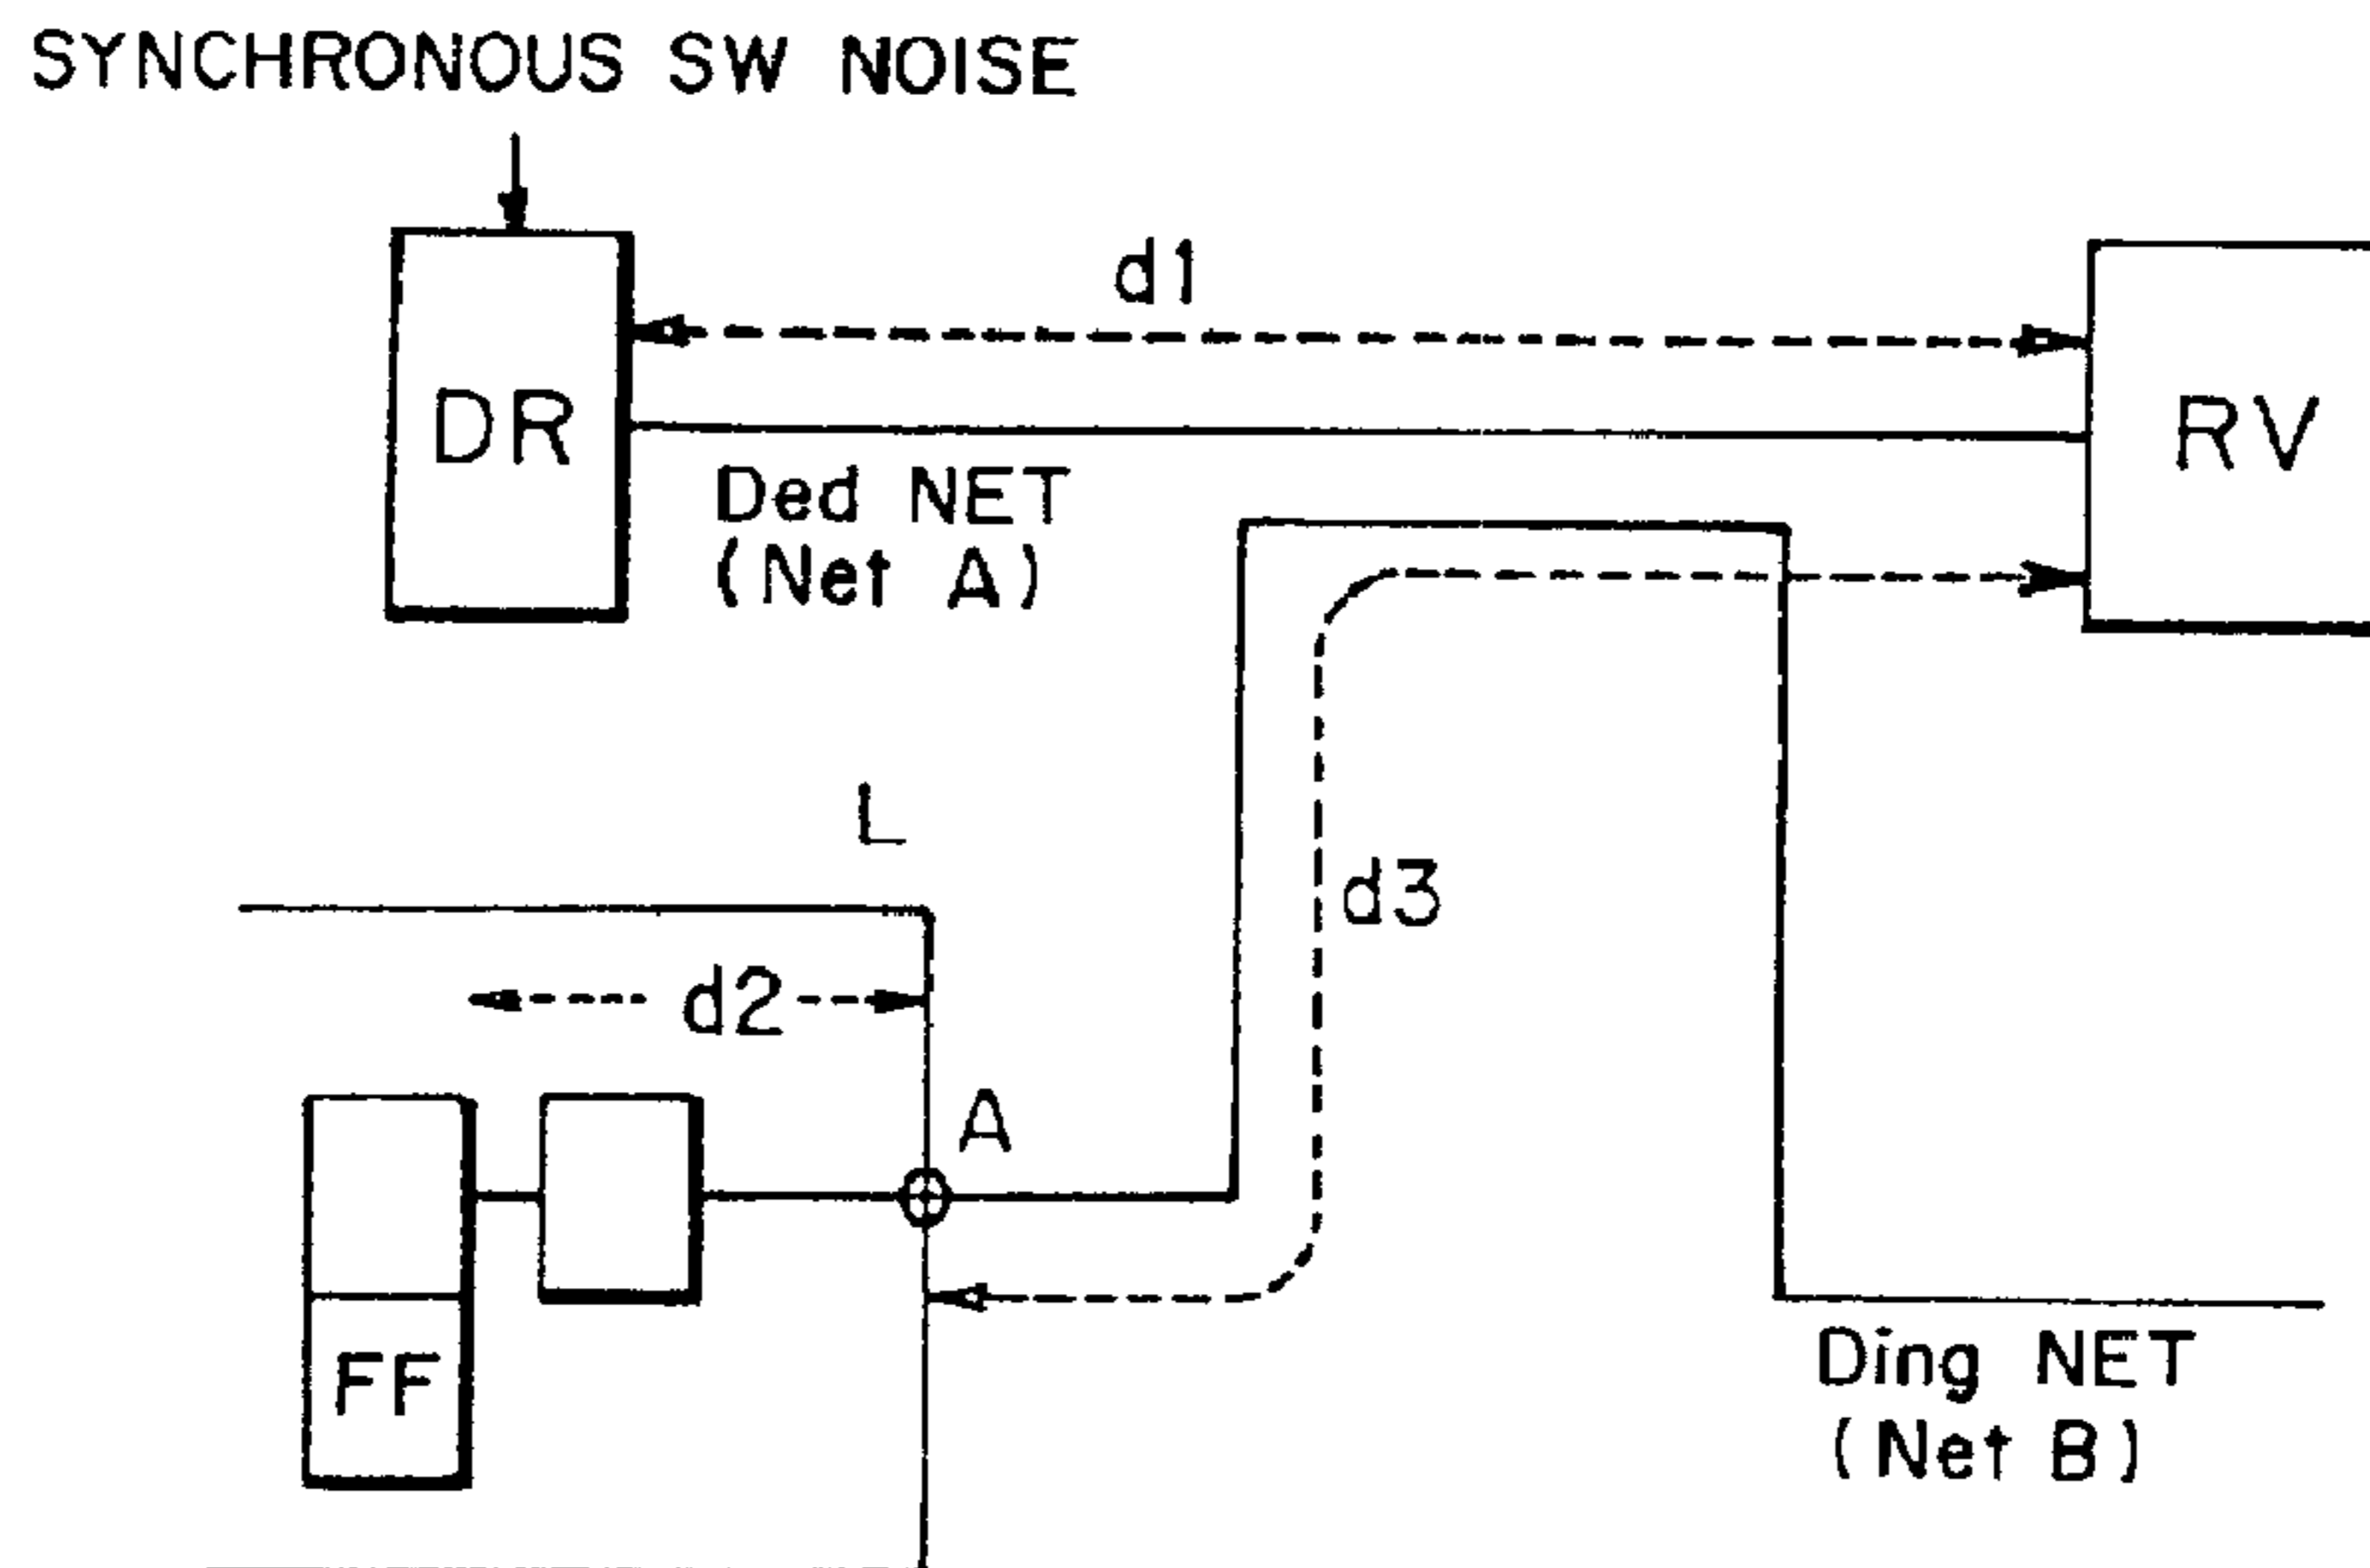 SYNCHRONOUS SW NOISE
d1
DR
RV
Ded NET
(Net A)
L
d3
d2
A
FF
Ding NET
(Net B)